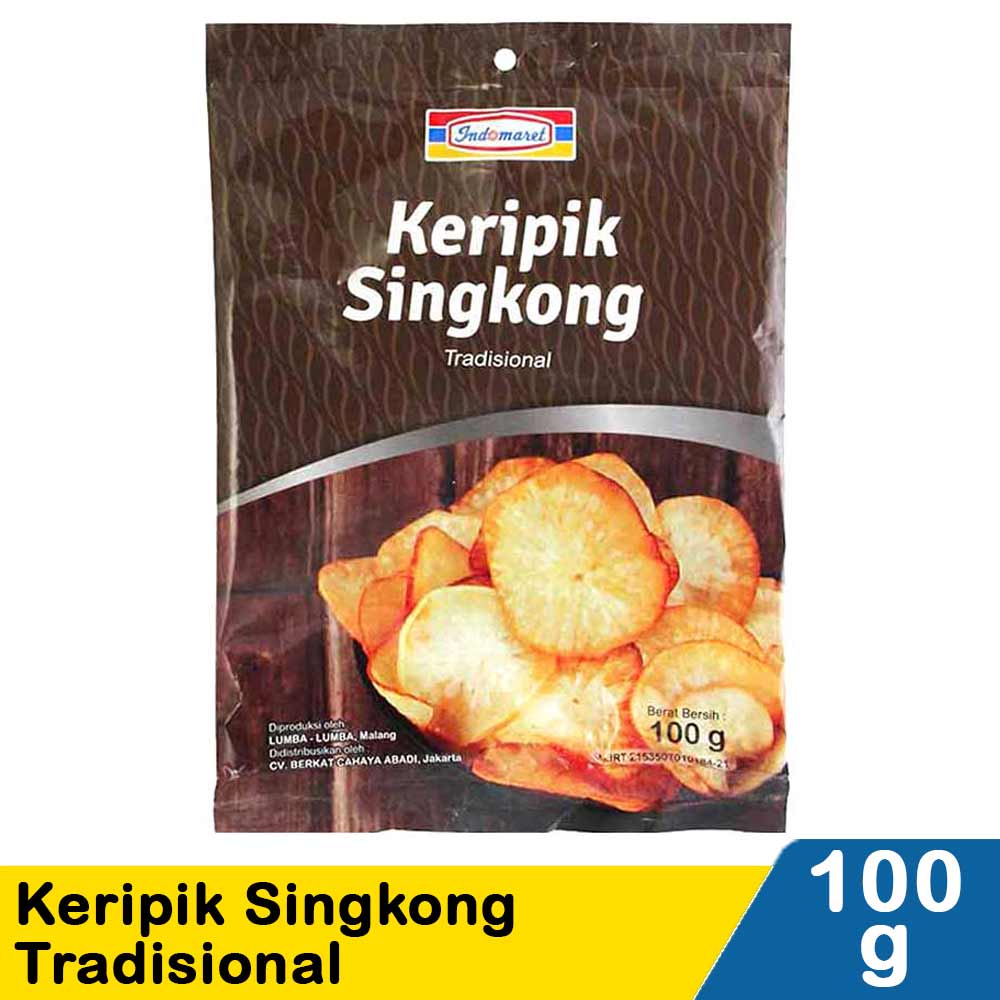 Indomaret
Keripik
Singkong
Tradisional
Diproduksi oleh
LUMBA - LUMBA, Malang
Didistribusikan oleh :
CV. BERKAT CAHAYA ABADI, Jakarta
Berat Bersih :
100 g
Keripik Singkong
Tradisional
100
g